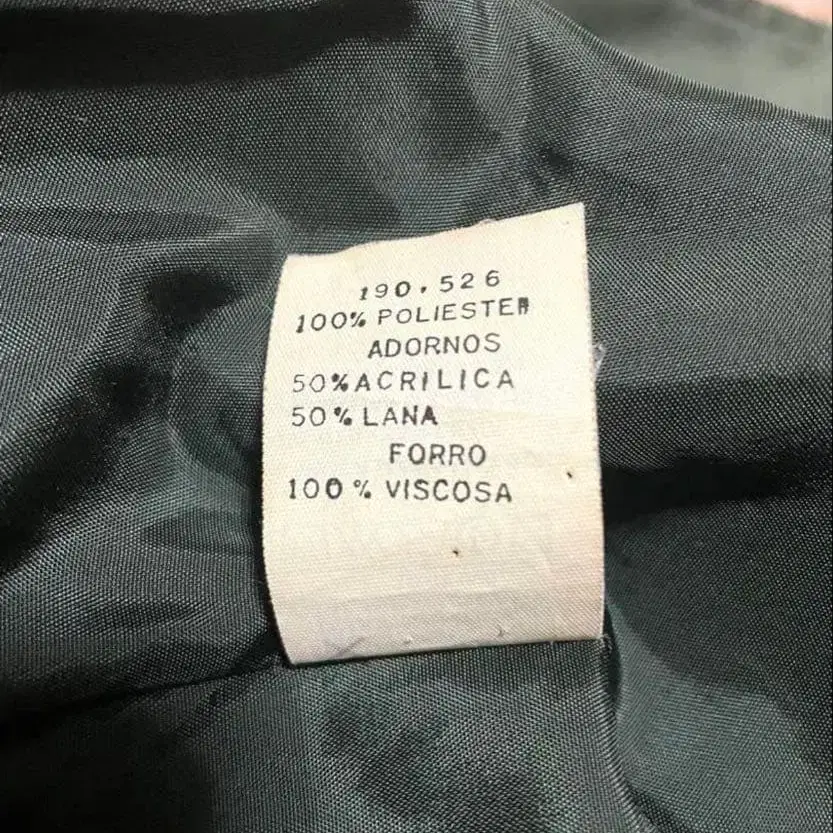 190.526
100% POLIESTER
ADORNOS
50% ACRILICA
50% LANA
FORRO
100% VISCOSA